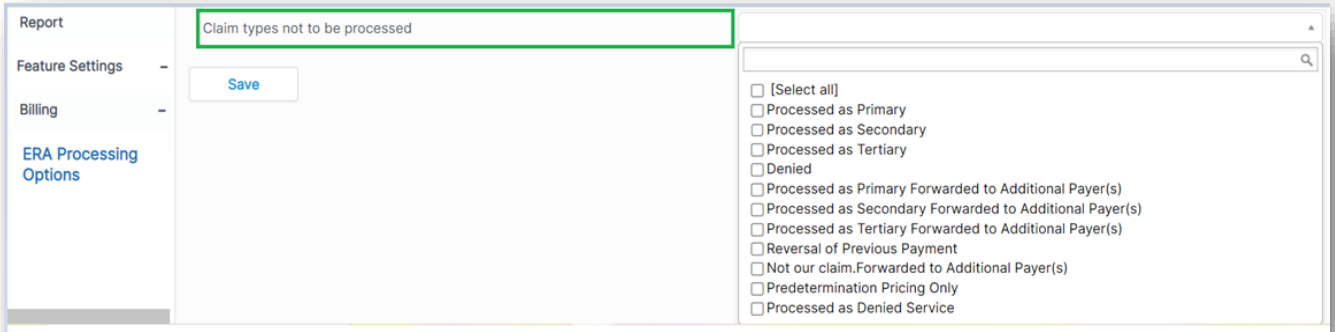 Report
Feature Settings –
Billing –
ERA Processing
Options
Claim types not to be processed
Save
[Select all]
Processed as Primary
Processed as Secondary
Processed as Tertiary
Denied
Processed as Primary Forwarded to Additional Payer(s)
Processed as Secondary Forwarded to Additional Payer(s)
Processed as Tertiary Forwarded to Additional Payer(s)
Reversal of Previous Payment
Not our claim.Forwarded to Additional Payer(s)
Predetermination Pricing Only
Processed as Denied Service